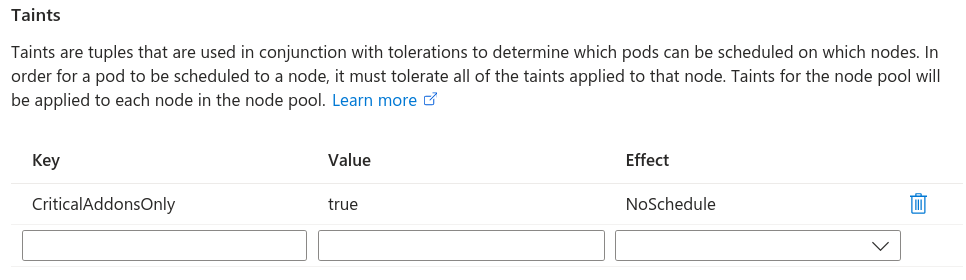 Taints
Taints are tuples that are used in conjunction with tolerations to determine which pods can be scheduled on which nodes. In
order for a pod to be scheduled to a node, it must tolerate all of the taints applied to that node. Taints for the node pool will
be applied to each node in the node pool. Learn more
Key Value Effect
CriticalAddonsOnly true NoSchedule